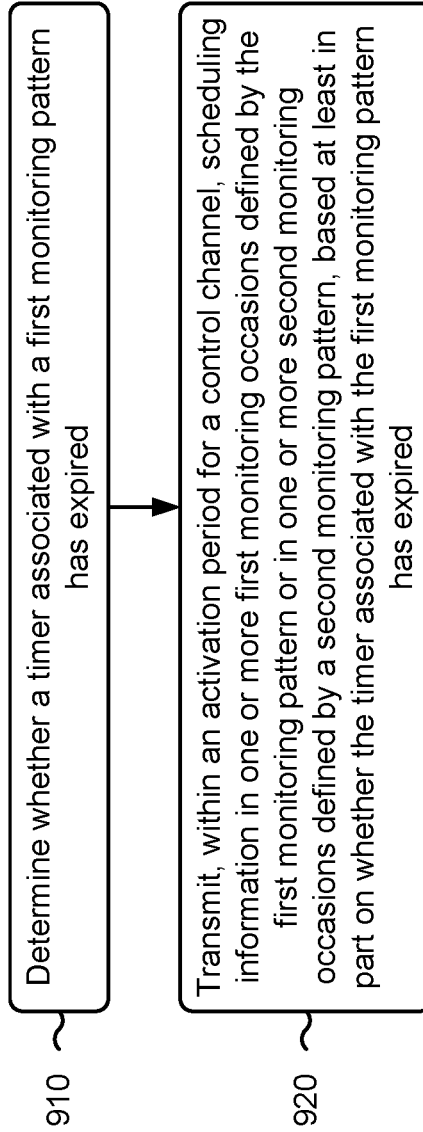 910
Determine whether a timer associated with a first monitoring pattern
has expired
920
Transmit, within an activation period for a control channel, scheduling
information in one or more first monitoring occasions defined by the
first monitoring pattern or in one or more second monitoring
occasions defined by a second monitoring pattern, based at least in
part on whether the timer associated with the first monitoring pattern
has expired